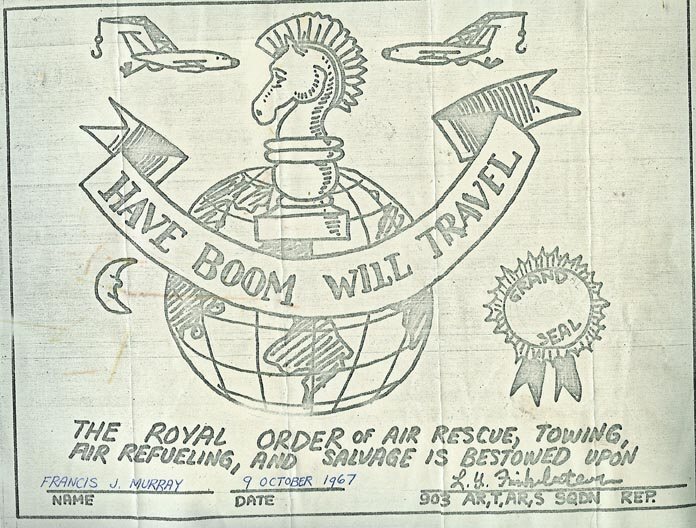 HAVE BOOM WILL TRAVEL
GRAND
SEAL
THE ROYAL ORDER OF AIR RESCUE, TOWING,
AIR REFUELING, AND SALVAGE IS BESTOWED UPON
FRANCIS J. MURRAY 9 OCTOBER 1967
NAME DATE 903 AR,T,AR,S SQDN REP.